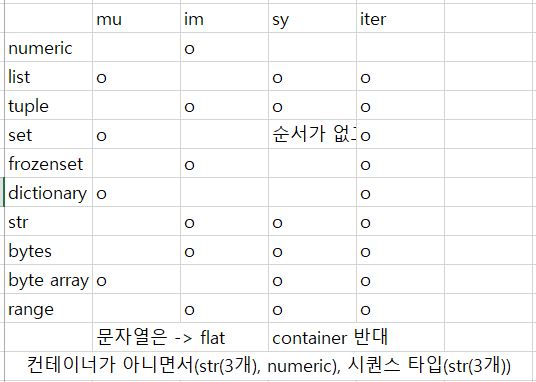 mu im sy iter
numeric o
list o o o
tuple o o o
set o 순서가 없고 o
frozenset o o
dictionary o o
str o o o
bytes o o o
byte array o o o
range o o o
문자열은 -> flat container 반대
컨테이너가 아니면서(str(3개), numeric), 시퀀스 타입(str(3개))